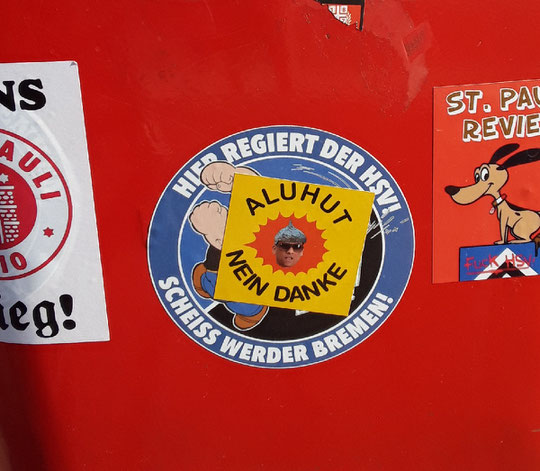 NS
PAULI
10
ieg!
HIER REGIERT DER HSV!
SCHEISS WERDER BREMEN!
ALUHUT
NEIN DANKE
ST. PAU
REVIE
FUCK HSV